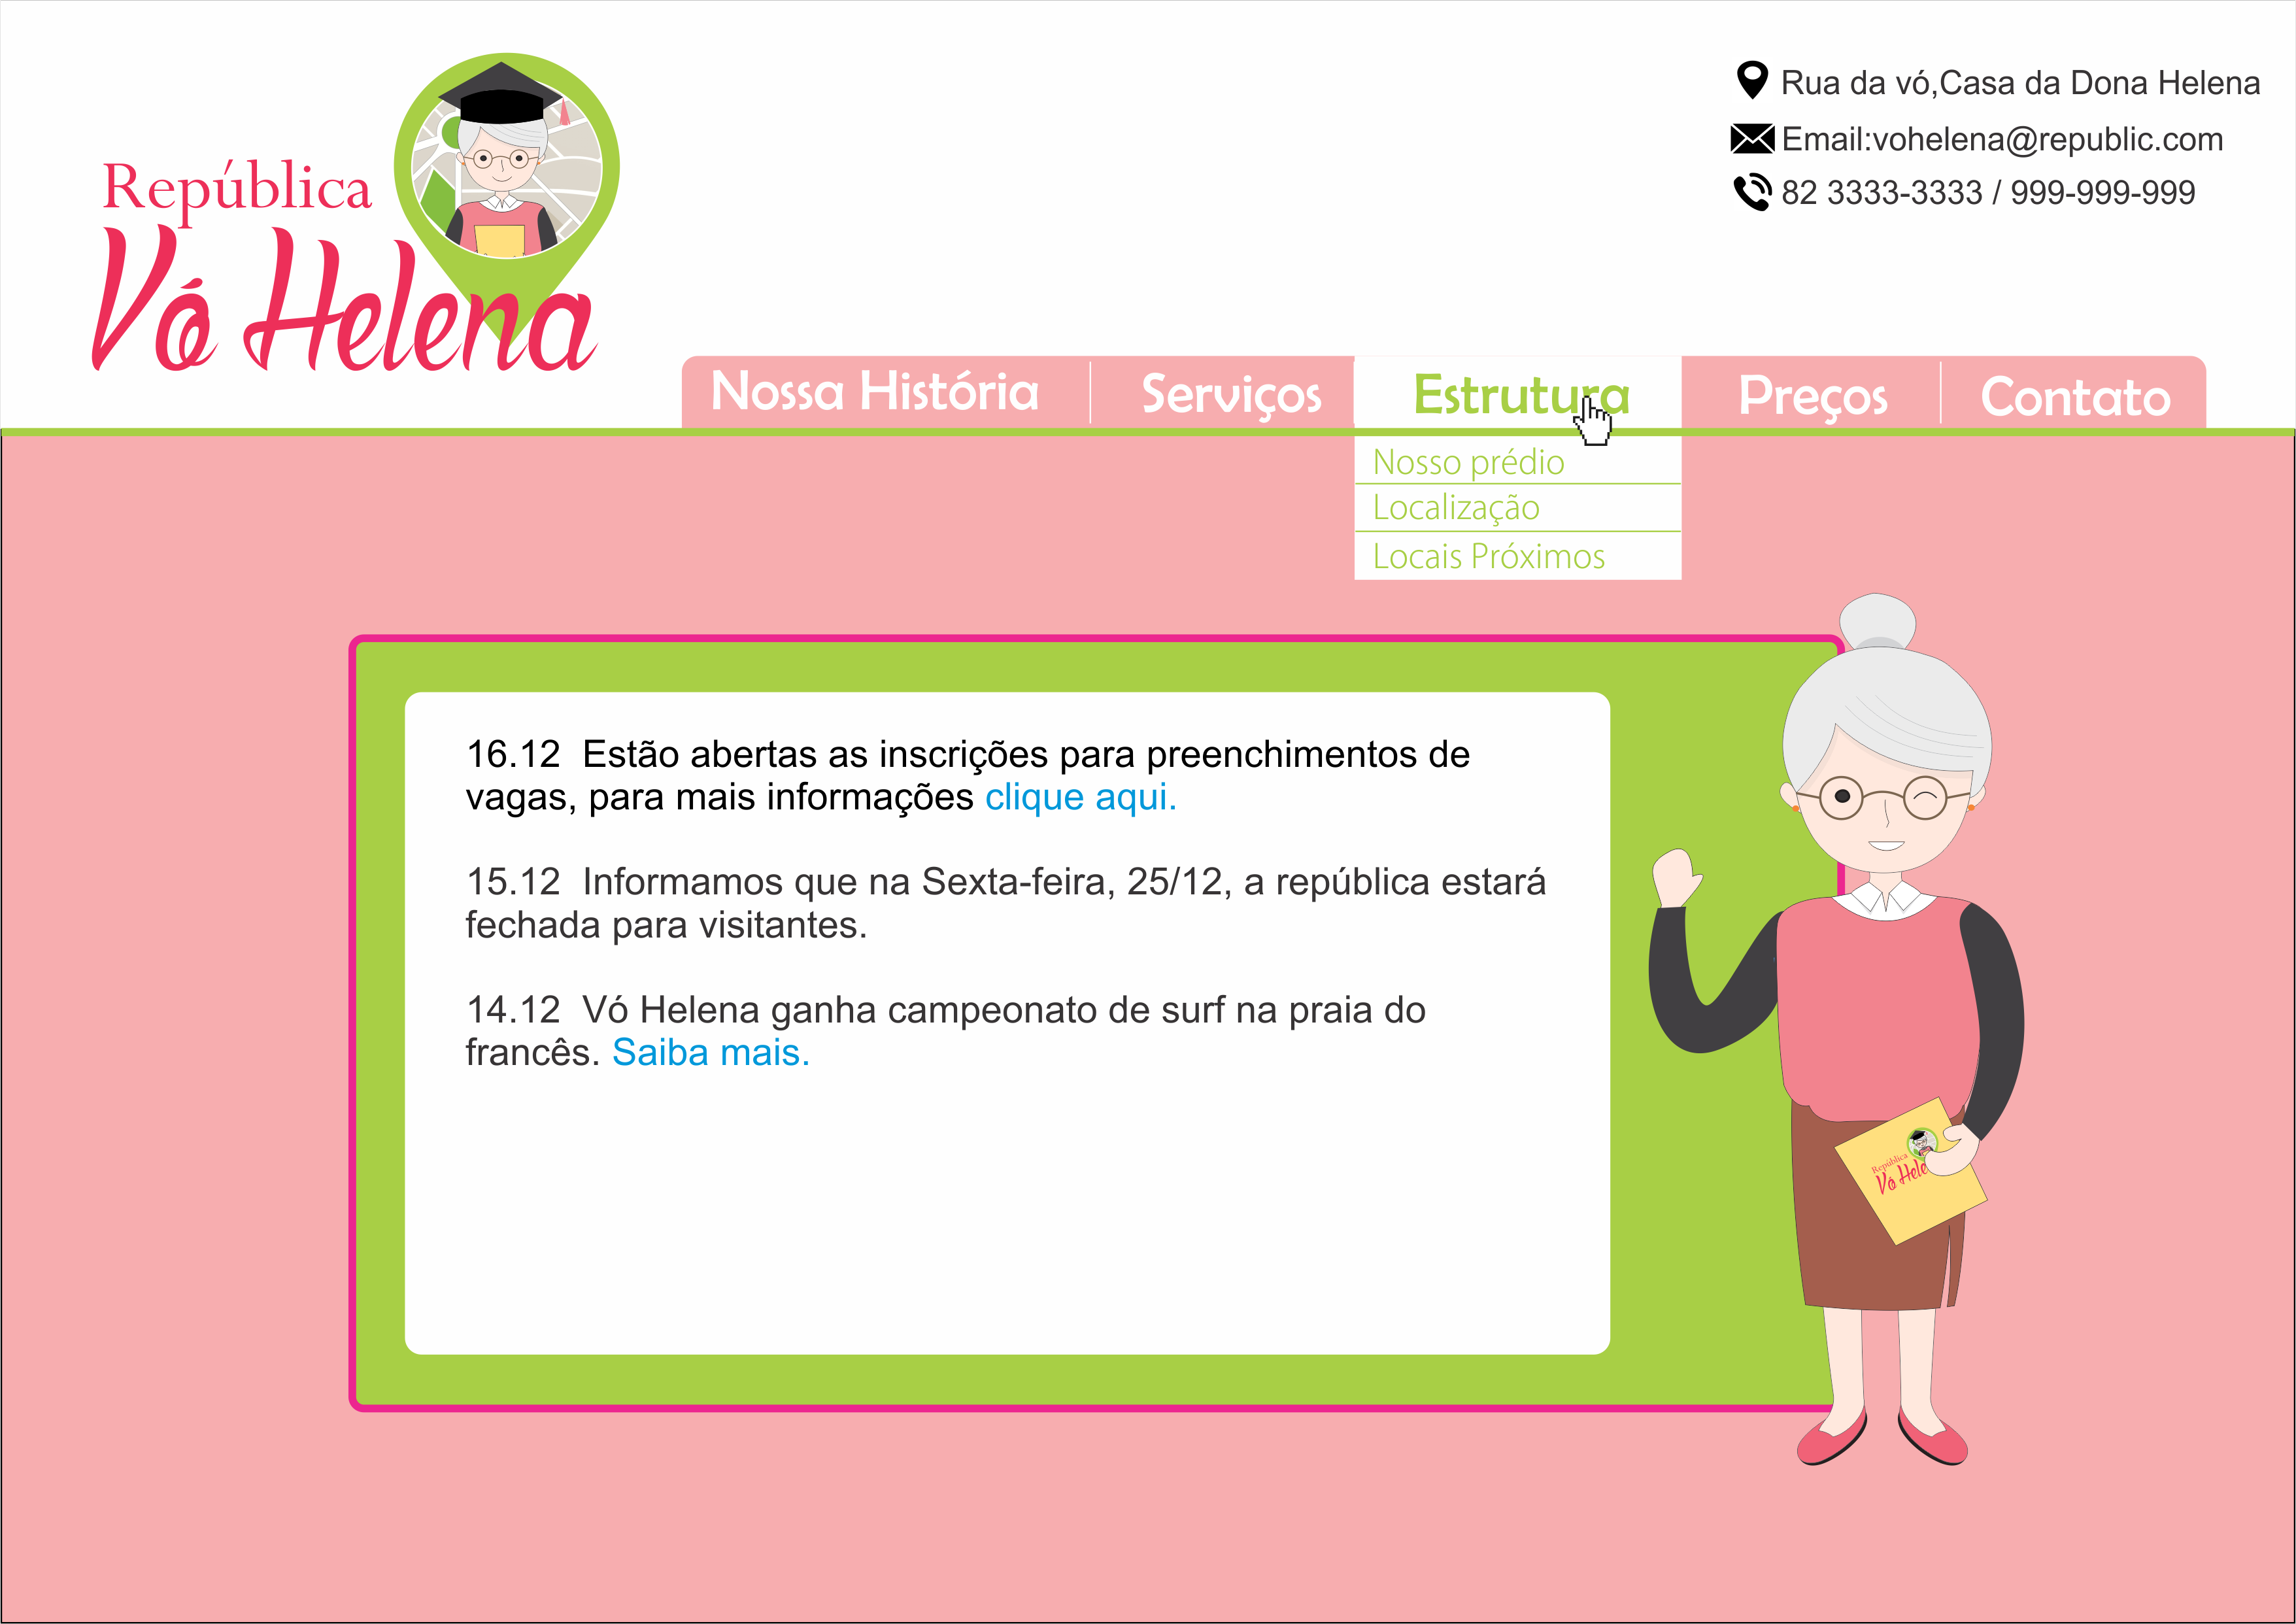 República
Vó Helena
Rua da vó,Casa da Dona Helena
Email:vohelena@republic.com
82 3333-3333 / 999-999-999
Nossa História
Serviços
Estrutura
Preços
Contato
Nosso prédio
Localização
Locais Próximos
16.12  Estão abertas as inscrições para preenchimentos de
vagas, para mais informações clique aqui.
15.12  Informamos que na Sexta-feira, 25/12, a república estará
fechada para visitantes.
14.12  Vó Helena ganha campeonato de surf na praia do
francês. Saiba mais.
República
Vó Hele